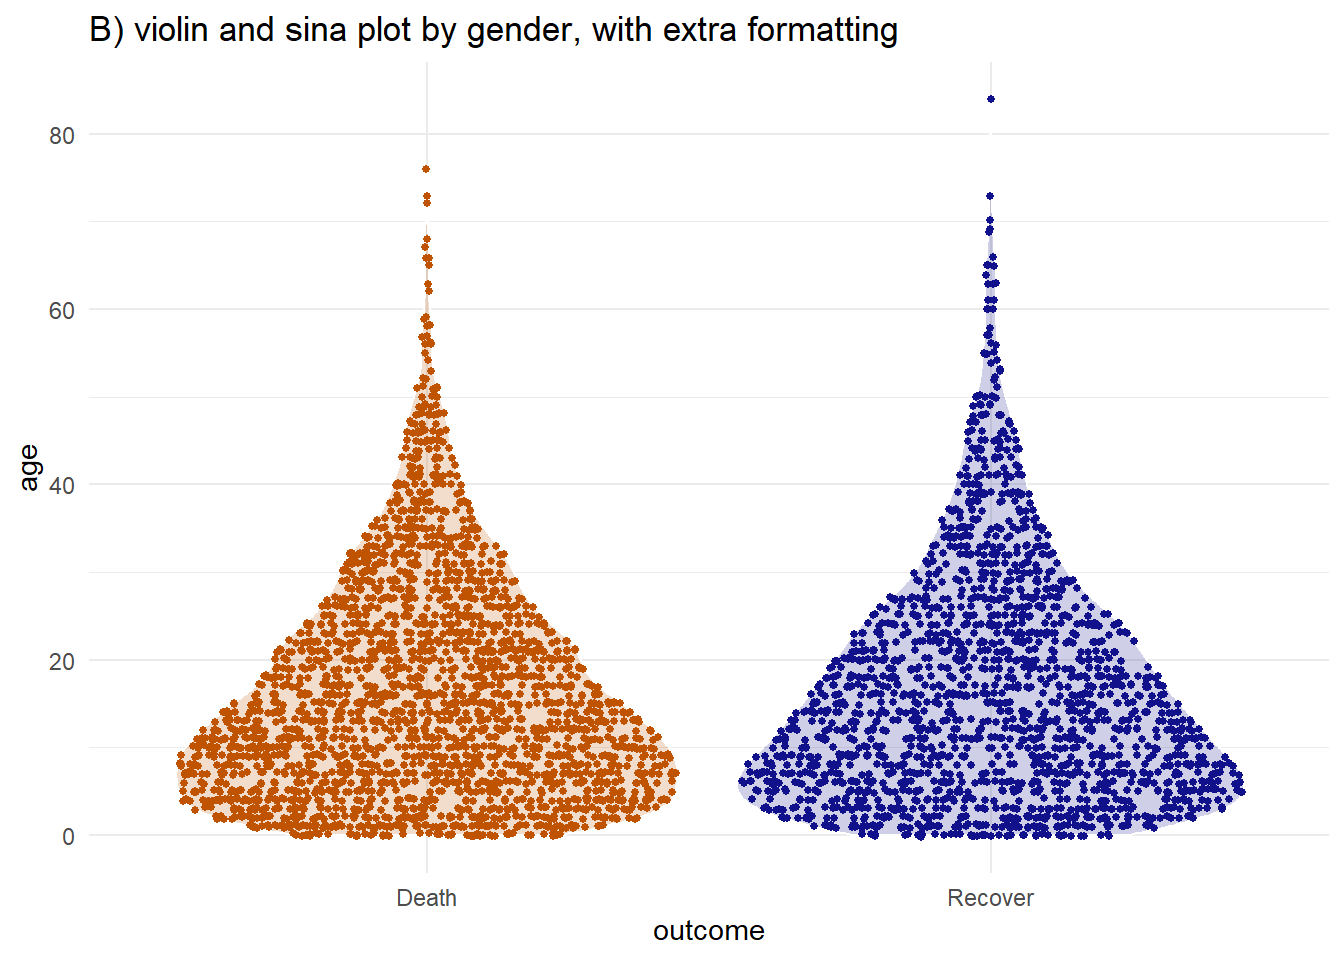 B) violin and sina plot by gender, with extra formatting
80
60
40
20
0
age
Death
Recover
outcome